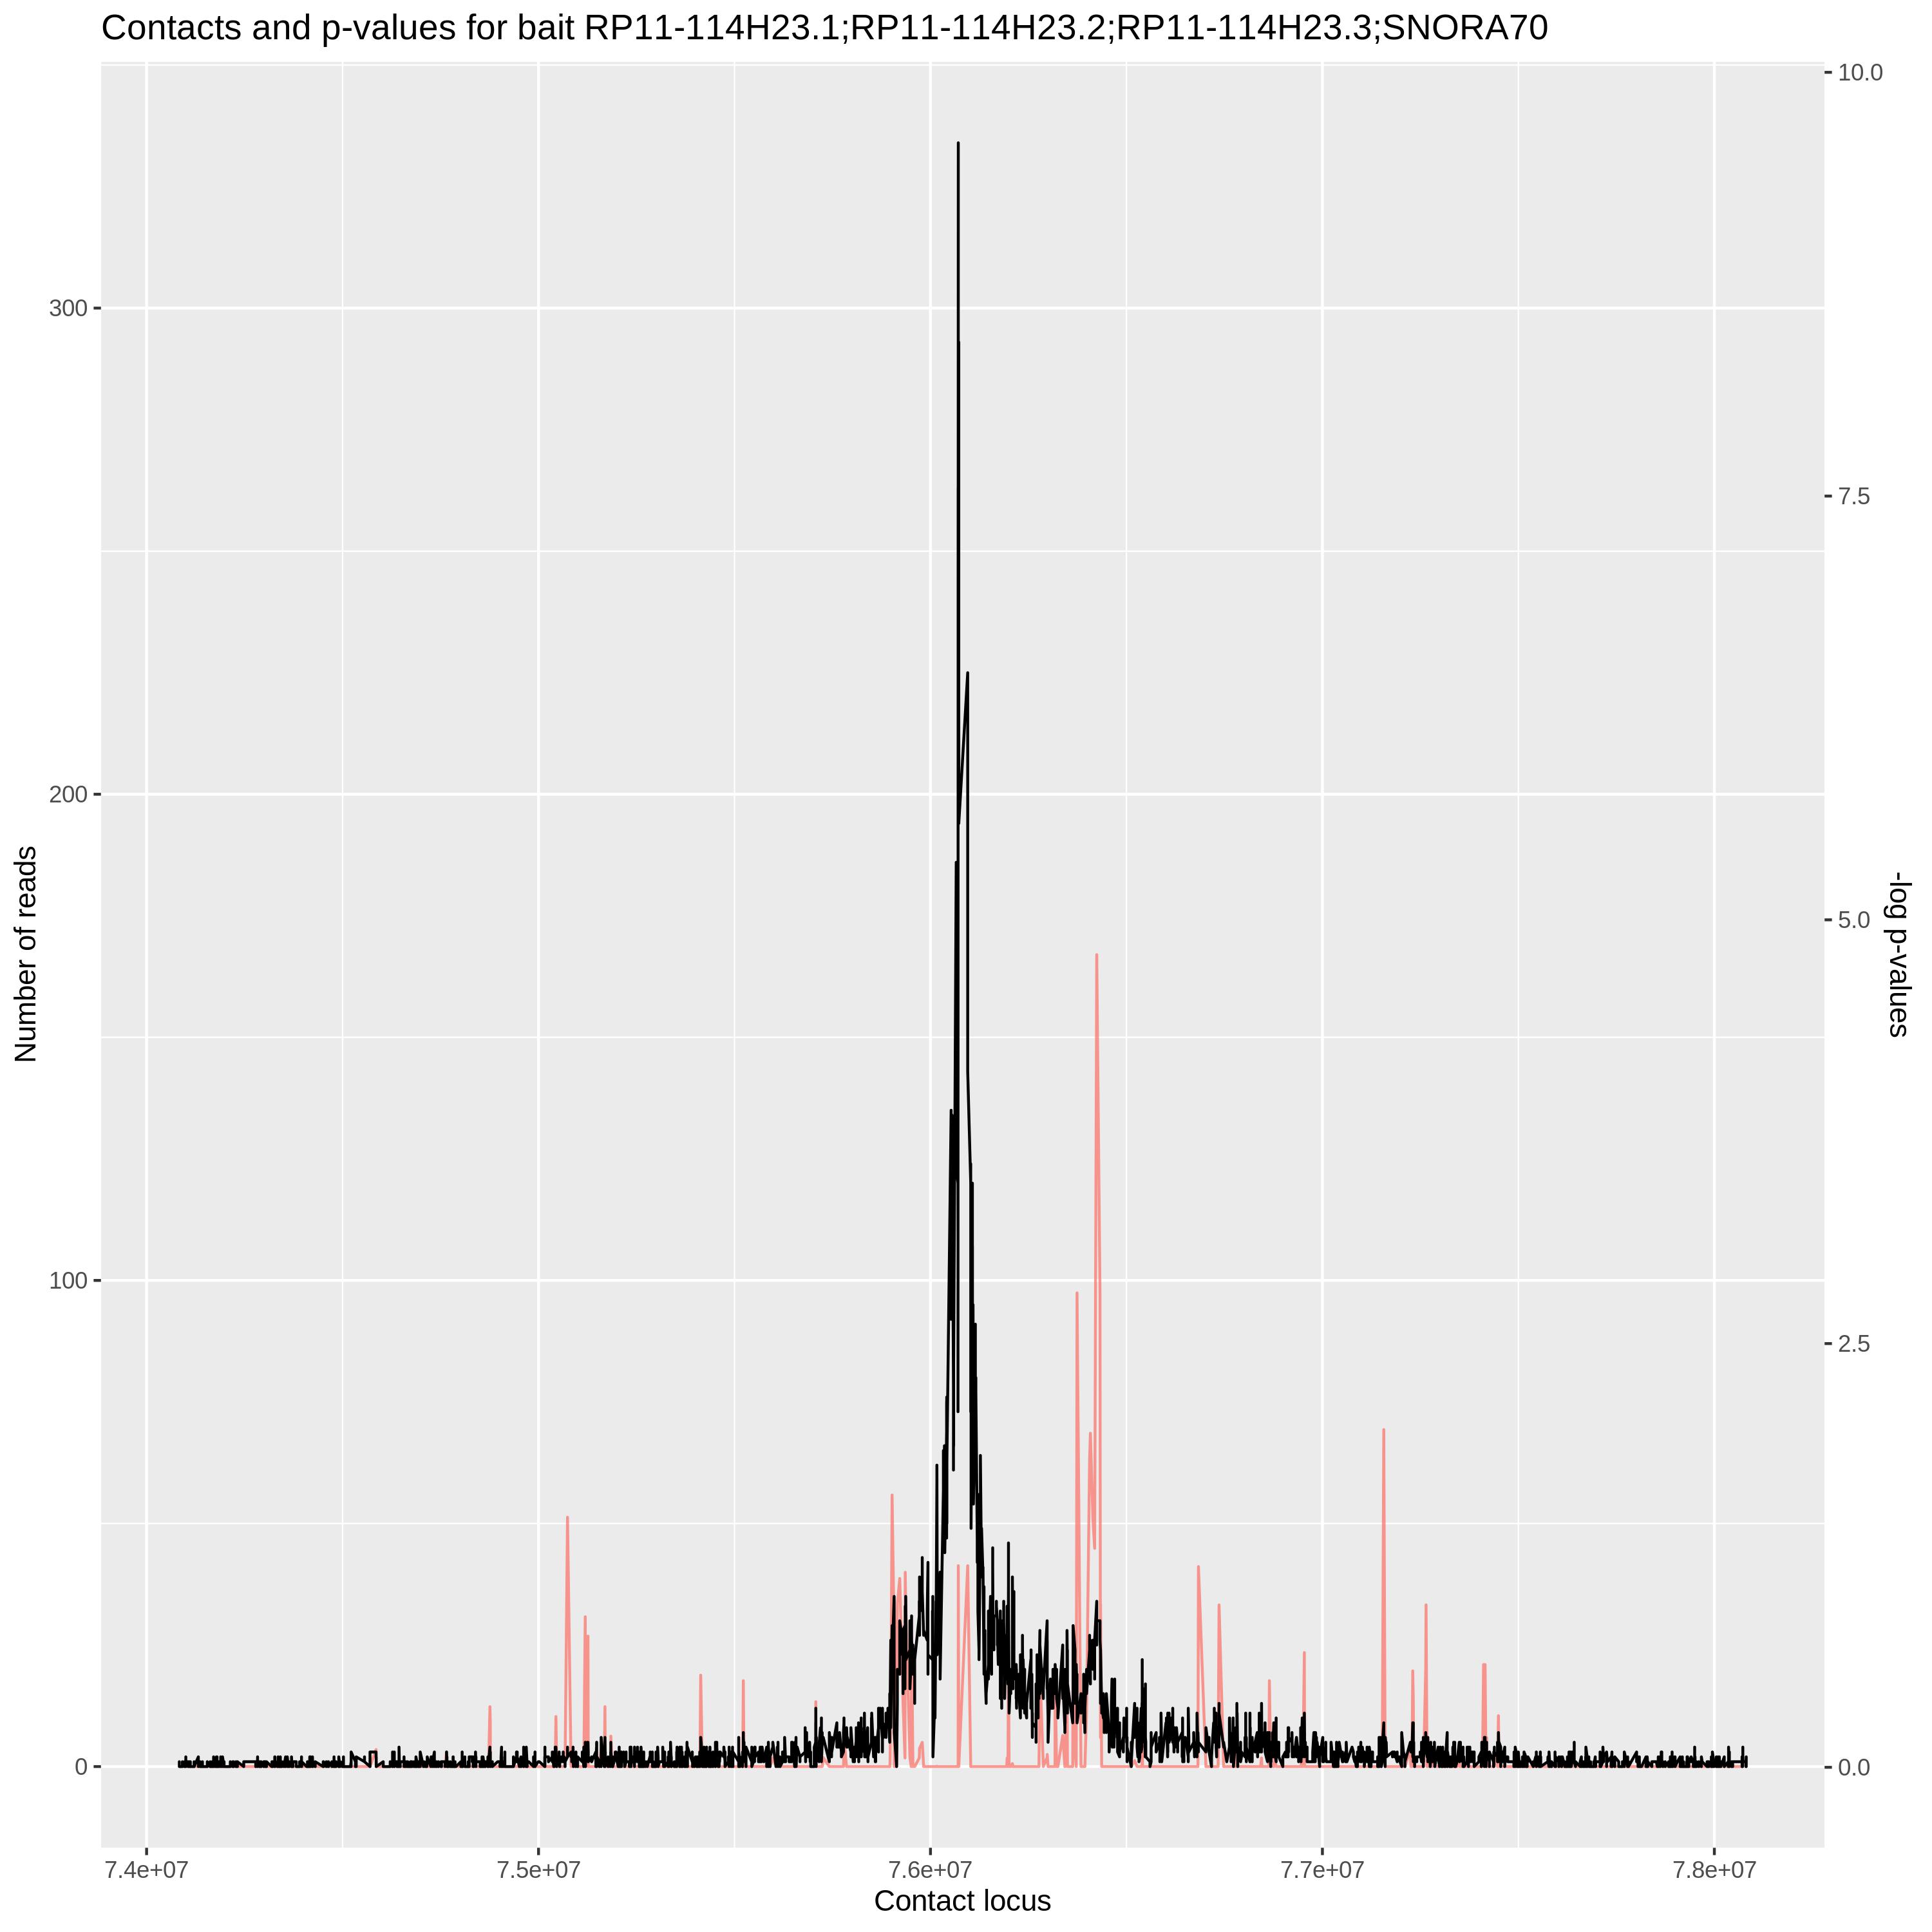 Contacts and p-values for bait RP11-114H23.1;RP11-114H23.2;RP11-114H23.3;SNORA70
10.0
300
7.5
200
5.0
Number of reads
-log p-values
100
2.5
0
0.0
7.4e+07
7.5e+07
7.6e+07
7.7e+07
7.8e+07
Contact locus